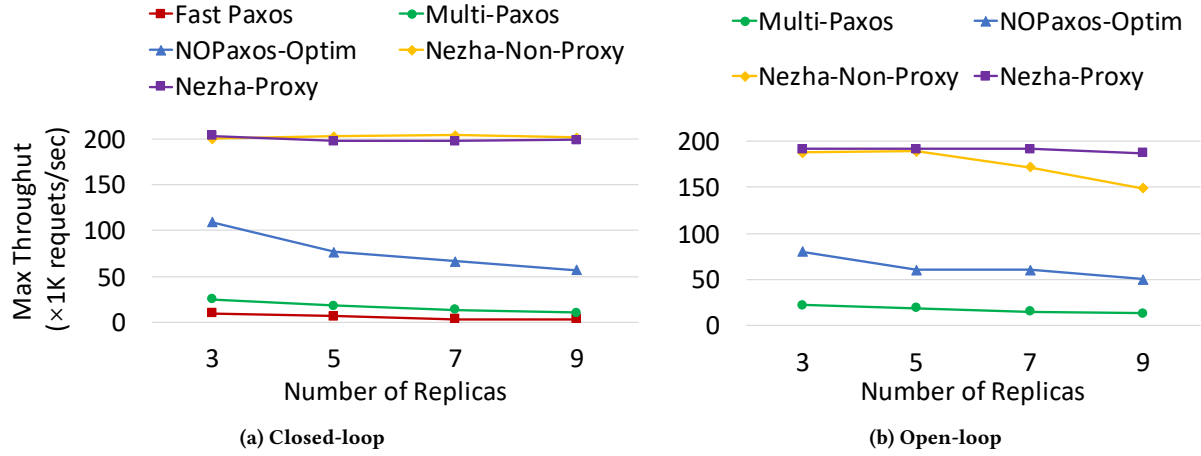 Fast Paxos
Multi-Paxos
NOPaxos-Optim
Nezha-Non-Proxy
Nezha-Proxy
Max Throughut
(×1K requets/sec)
200
150
100
50
0
3 5 7 9
Number of Replicas
(a) Closed-loop
Multi-Paxos
NOPaxos-Optim
Nezha-Non-Proxy
Nezha-Proxy
200
150
100
50
0
3 5 7 9
Number of Replicas
(b) Open-loop